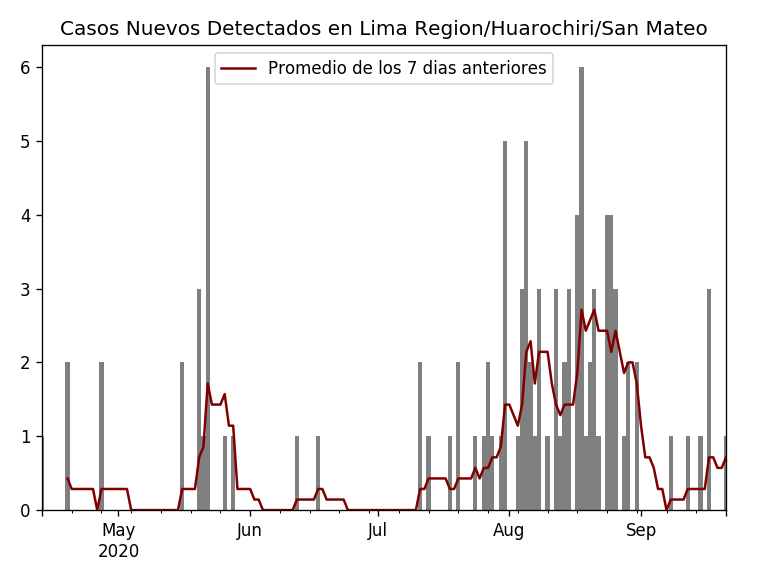 Casos Nuevos Detectados en Lima Region/Huarochiri/San Mateo
Promedio de los 7 dias anteriores
6
5
4
3
2
1
0
May
2020
Jun
Jul
Aug
Sep